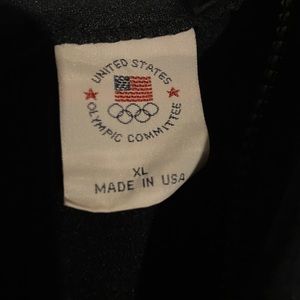 UNITED STATES
OLYMPIC COMMITTEE
XL
MADE IN USA